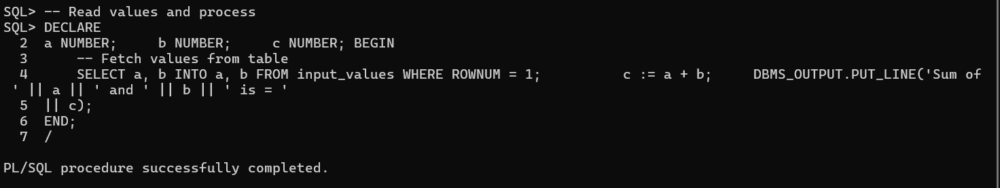 SQL> -- Read values and process
SQL> DECLARE
  2  a NUMBER;     b NUMBER;     c NUMBER; BEGIN
  3      -- Fetch values from table
  4      SELECT a, b INTO a, b FROM input_values WHERE ROWNUM = 1;          c := a + b;     DBMS_OUTPUT.PUT_LINE('Sum of
 ' || a || ' and ' || b || ' is = '
  5  || c);
  6  END;
  7  /
PL/SQL procedure successfully completed.